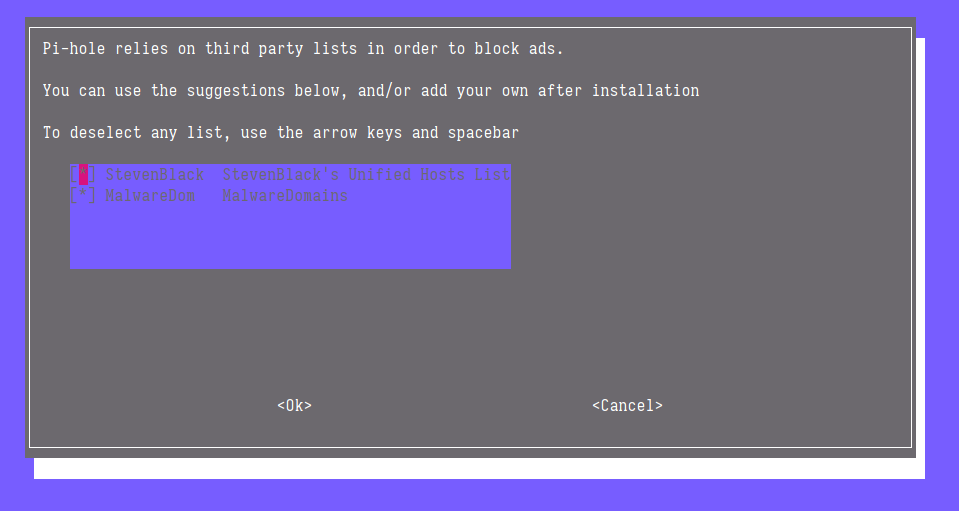 Pi-hole relies on third party lists in order to block ads.
You can use the suggestions below, and/or add your own after installation
To deselect any list, use the arrow keys and spacebar
[*] StevenBlack  StevenBlack's Unified Hosts List
[*] MalwareDom   MalwareDomains
<Ok> <Cancel>